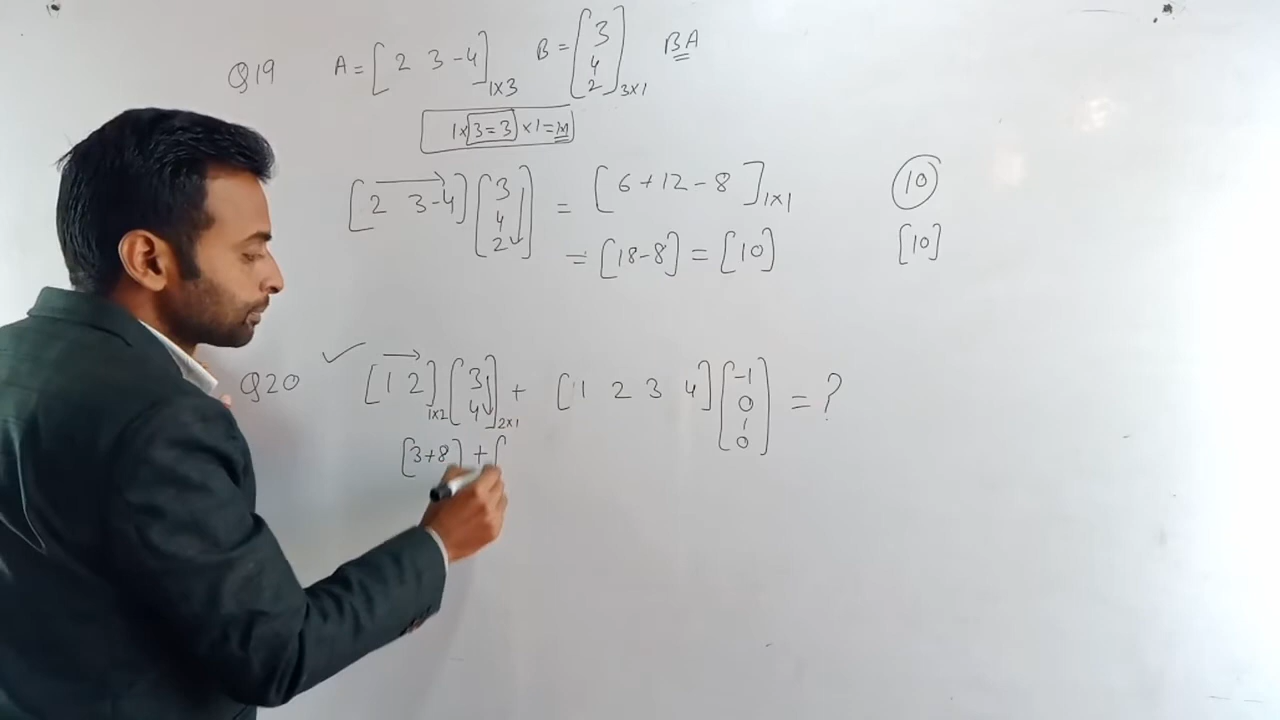 Q19 A = [ 2 3 -4 ]1×3 B = [ 3 4 2 ]3×1 BA
1×3=3×1=
[ 2 3 -4 ] [ 3 4 2 ] = [ 6 + 12 - 8 ]1×1 10
= [18-8] = [10] [10]
Q20 [ 1 2 ]1×2 [ 3 4 ]2×1 + [ 1 2 3 4 ] [ -1 0 1 0 ] = ?
[3+8] + [